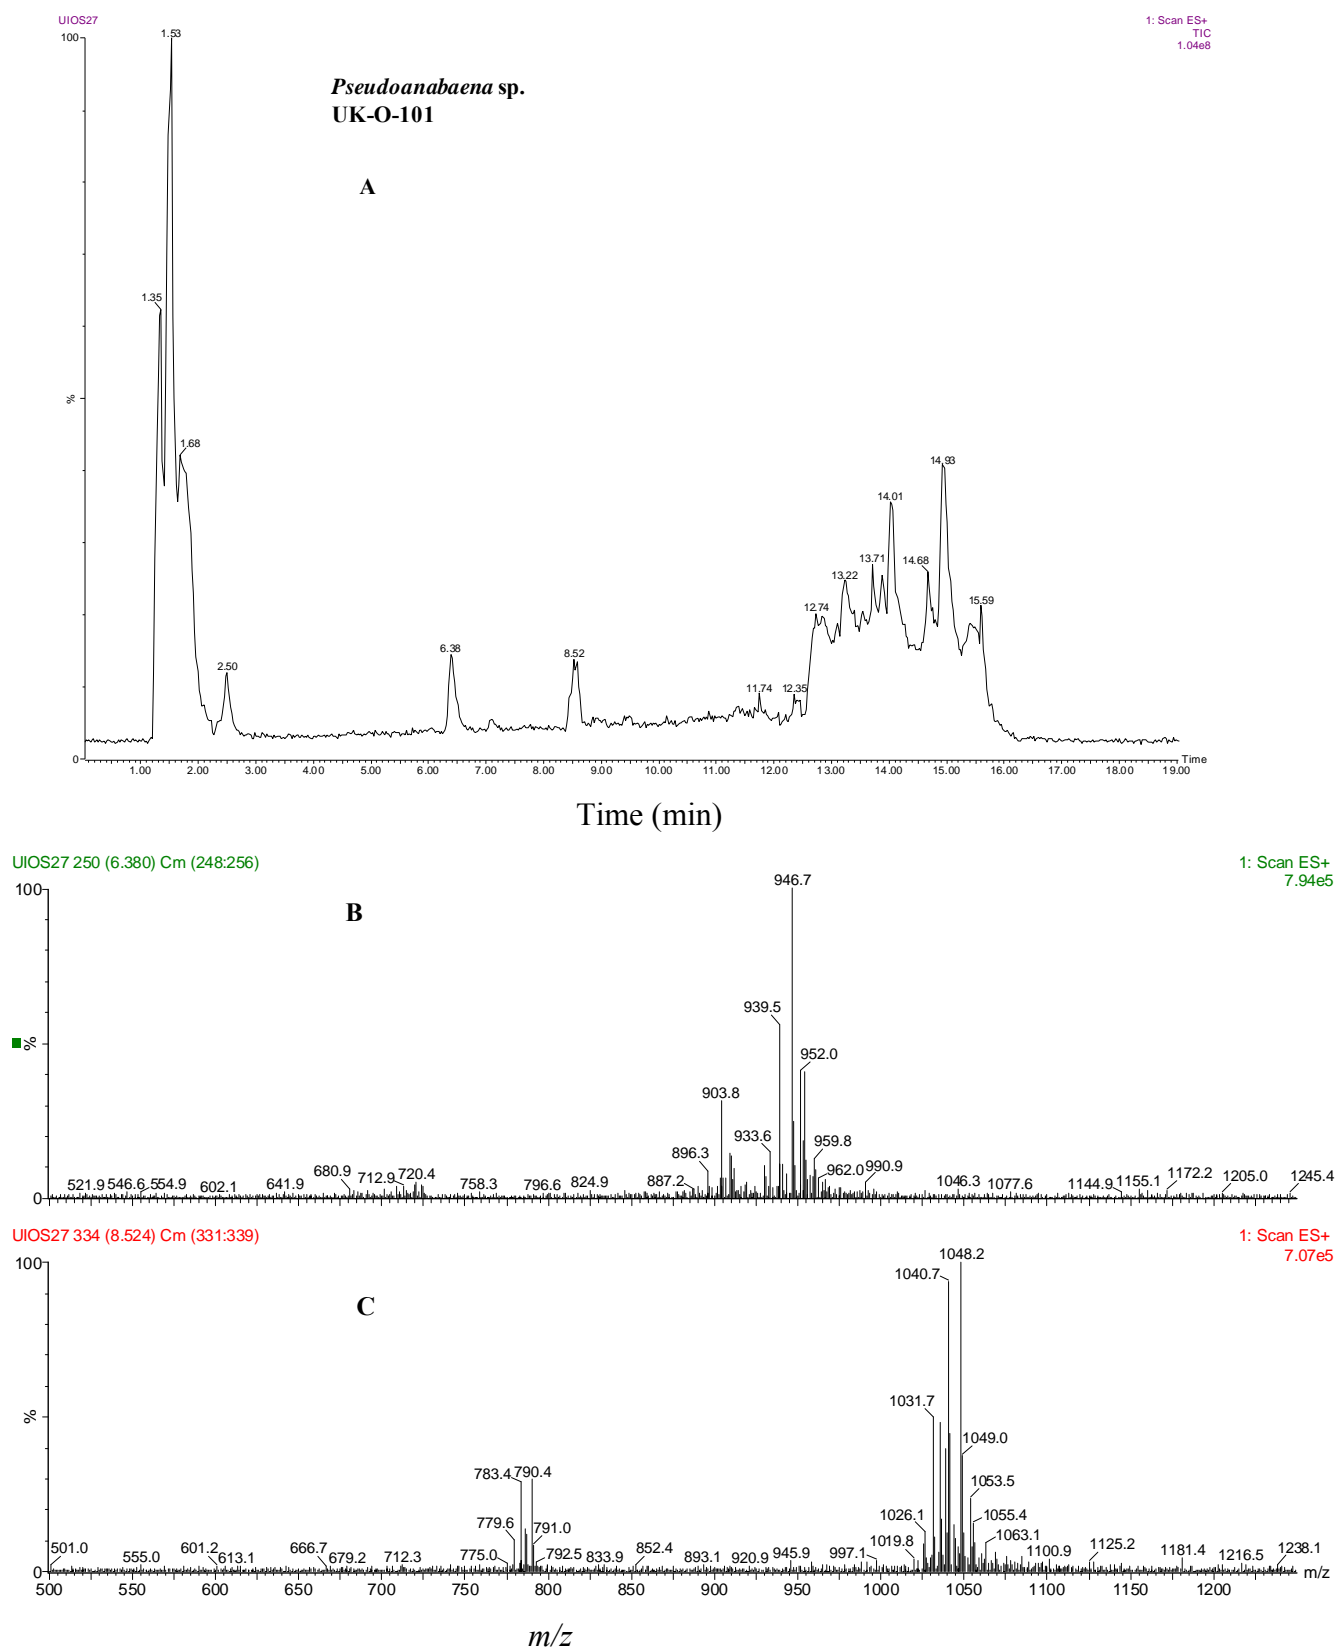 UIOS27
1: Scan ES+
TIC
1.04e8
100
1.53
Pseudoanabaena sp.
UK-O-101
A
1.35
%
1.68
14.93
14.01
13.71
14.68
13.22
15.59
12.74
6.38
8.52
2.50
11.74
12.35
0
Time
1.00 2.00 3.00 4.00 5.00 6.00 7.00 8.00 9.00 10.00 11.00 12.00 13.00 14.00 15.00 16.00 17.00 18.00 19.00
Time (min)
UIOS27 250 (6.380) Cm (248:256)
1: Scan ES+
7.94e5
100
946.7
B
939.5
%
952.0
903.8
933.6
959.8
896.3
680.9 712.9 720.4
887.2
962.0 990.9
521.9 546.6 554.9 602.1 641.9 758.3 796.6 824.9 1046.3 1077.6 1144.9 1155.1 1172.2 1205.0 1245.4
0
UIOS27 334 (8.524) Cm (331:339)
1: Scan ES+
7.07e5
100
1048.2
1040.7
C
1031.7
%
1049.0
783.4 790.4
1053.5
1026.1
1055.4
779.6
791.0
1063.1
1019.8
501.0 555.0 601.2 613.1 666.7 679.2 712.3 775.0 792.5 833.9 852.4 893.1 920.9 945.9 997.1 1100.9 1125.2 1181.4 1216.5 1238.1
0
m/z
500 550 600 650 700 750 800 850 900 950 1000 1050 1100 1150 1200
m/z